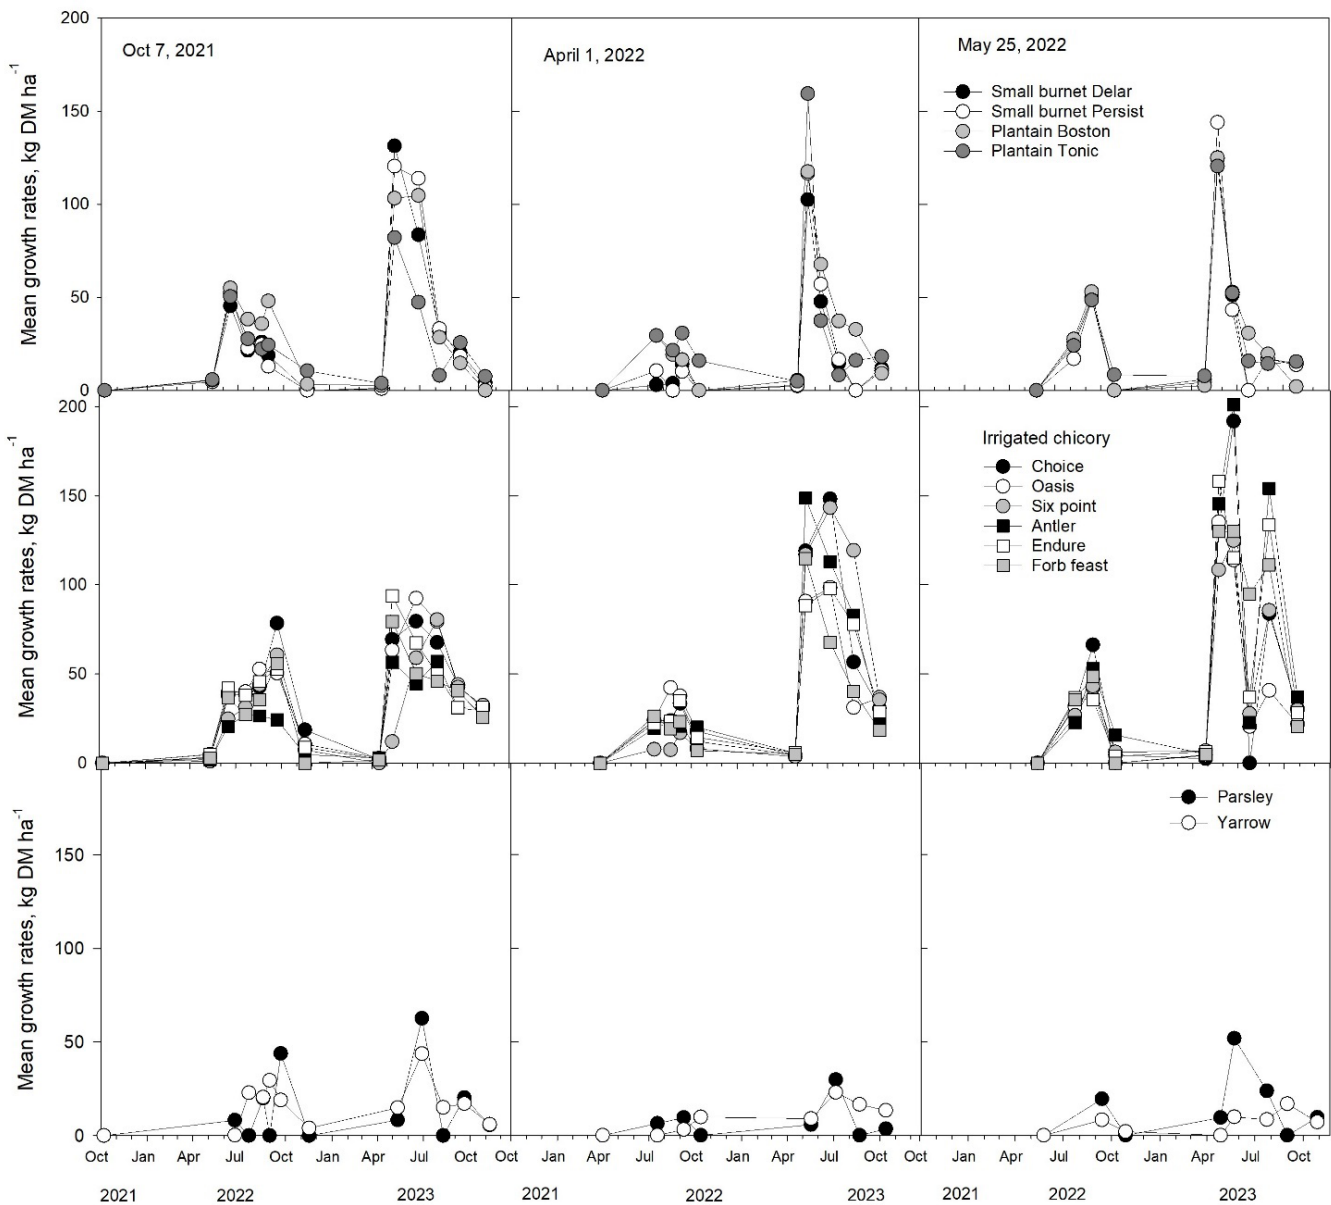 Mean growth rates, kg DM ha⁻¹
200
150
100
50
0
Oct 7, 2021
April 1, 2022
May 25, 2022
Small burnet Delar
Small burnet Persist
Plantain Boston
Plantain Tonic
Mean growth rates, kg DM ha⁻¹
200
150
100
50
0
Irrigated chicory
Choice
Oasis
Six point
Antler
Endure
Forb feast
Mean growth rates, kg DM ha⁻¹
150
100
50
0
Parsley
Yarrow
Oct Jan Apr Jul Oct Jan Apr Jul Oct Oct Jan Apr Jul Oct Jan Apr Jul Oct Oct Jan Apr Jul Oct Jan Apr Jul Oct
2021 2022 2023 2021 2022 2023 2021 2022 2023